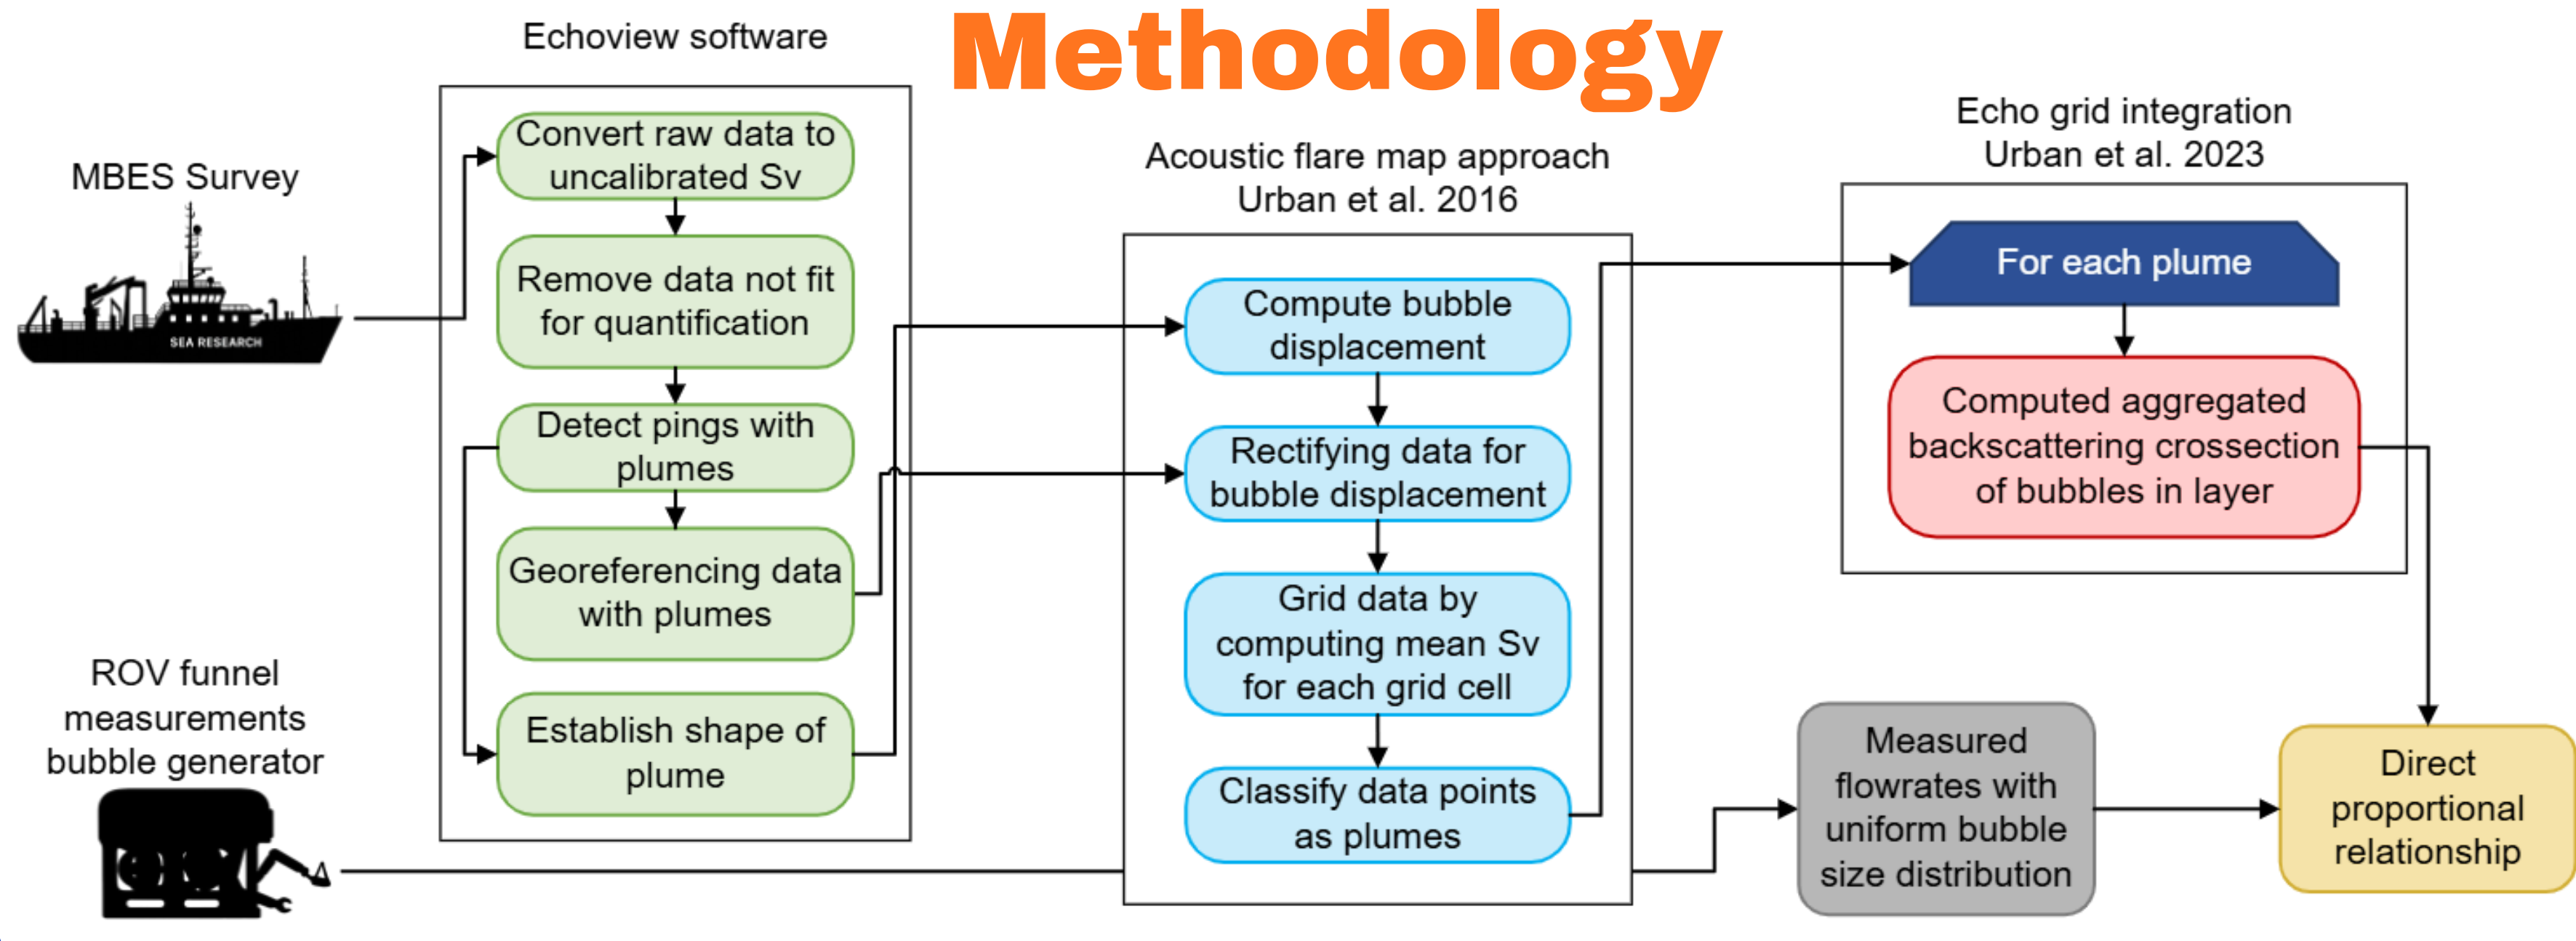 Methodology
Echoview software
MBES Survey
SEA RESEARCH
Convert raw data to
uncalibrated Sv
Remove data not fit
for quantification
Detect pings with
plumes
Georeferencing data
with plumes
Establish shape of
plume
ROV funnel
measurements
bubble generator
Acoustic flare map approach
Urban et al. 2016
Compute bubble
displacement
Rectifying data for
bubble displacement
Grid data by
computing mean Sv
for each grid cell
Classify data points
as plumes
Echo grid integration
Urban et al. 2023
For each plume
Computed aggregated
backscattering crossection
of bubbles in layer
Measured
flowrates with
uniform bubble
size distribution
Direct
proportional
relationship